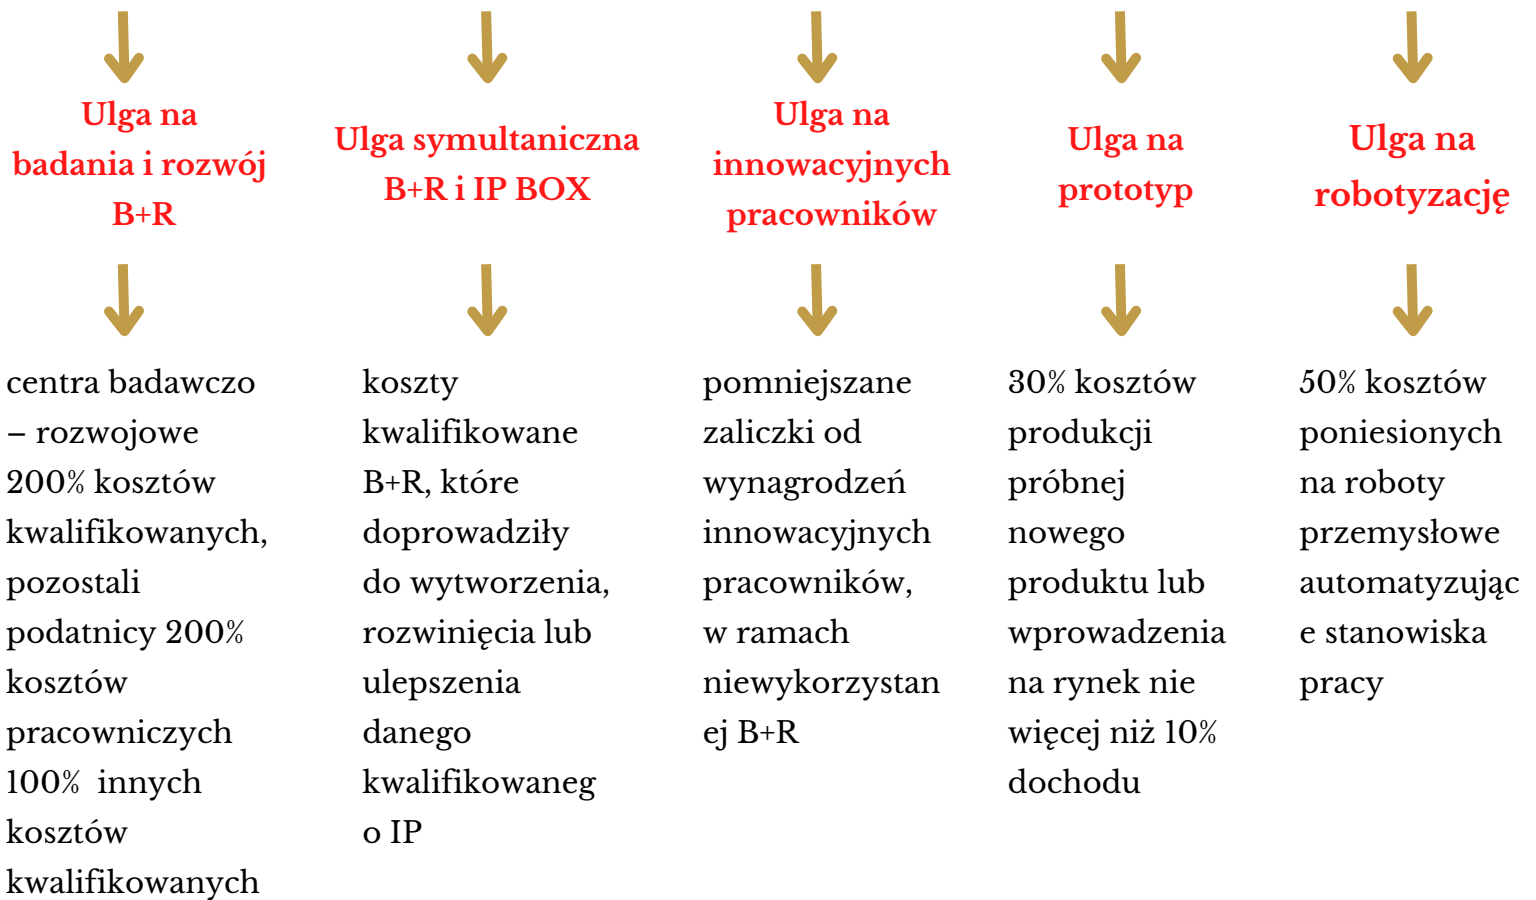 Ulga na
badania i rozwój
B+R
Ulga symultaniczna
B+R i IP BOX
Ulga na
innowacyjnych
pracowników
Ulga na
prototyp
Ulga na
robotyzację
centra badawczo
– rozwojowe
200% kosztów
kwalifikowanych,
pozostali
podatnicy 200%
kosztów
pracowniczych
100% innych
kosztów
kwalifikowanych
koszty
kwalifikowane
B+R, które
doprowadziły
do wytworzenia,
rozwinięcia lub
ulepszenia
danego
kwalifikowaneg
o IP
pomniejszane
zaliczki od
wynagrodzeń
innowacyjnych
pracowników,
w ramach
niewykorzystan
ej B+R
30% kosztów
produkcji
próbnej
nowego
produktu lub
wprowadzenia
na rynek nie
więcej niż 10%
dochodu
50% kosztów
poniesionych
na roboty
przemysłowe
automatyzując
e stanowiska
pracy